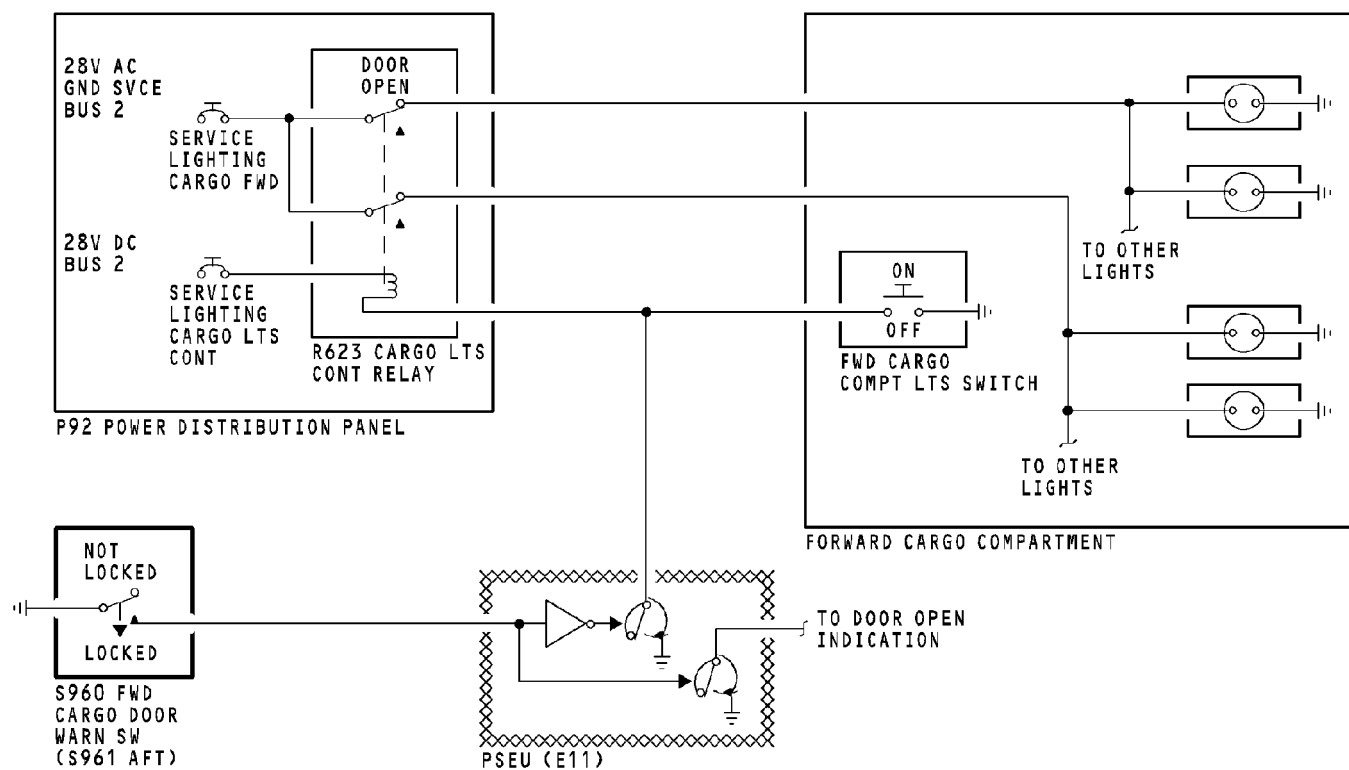 28V AC
GND SVCE
BUS 2
SERVICE
LIGHTING
CARGO FWD
28V DC
BUS 2
SERVICE
LIGHTING
CARGO LTS
CONT
DOOR
OPEN
R623 CARGO LTS
CONT RELAY
P92 POWER DISTRIBUTION PANEL
TO OTHER
LIGHTS
ON
OFF
FWD CARGO
COMPT LTS SWITCH
TO OTHER
LIGHTS
FORWARD CARGO COMPARTMENT
NOT
LOCKED
LOCKED
S960 FWD
CARGO DOOR
WARN SW
(S961 AFT)
TO DOOR OPEN
INDICATION
PSEU (E11)